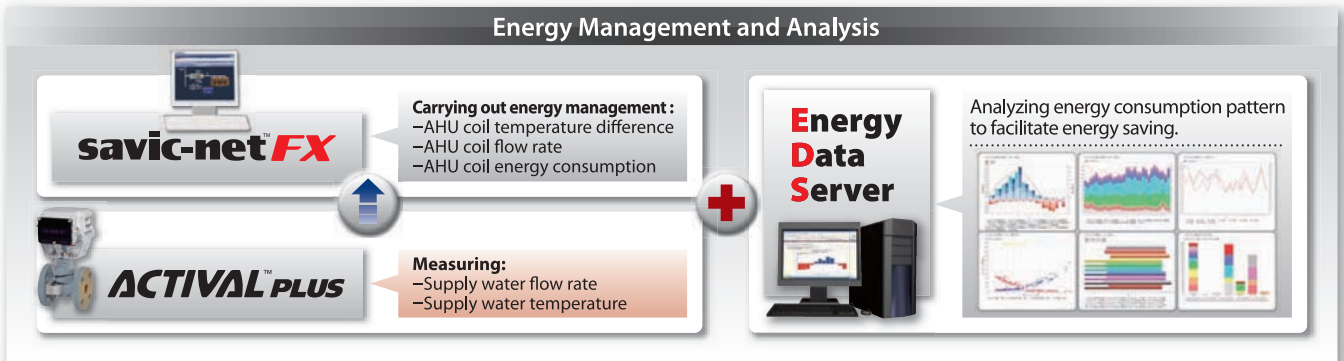 Energy Management and Analysis
savic-net™FX
Carrying out energy management :
–AHU coil temperature difference
–AHU coil flow rate
–AHU coil energy consumption
ACTIVAL™ PLUS
Measuring:
–Supply water flow rate
–Supply water temperature
Energy
Data
Server
Analyzing energy consumption pattern
to facilitate energy saving.